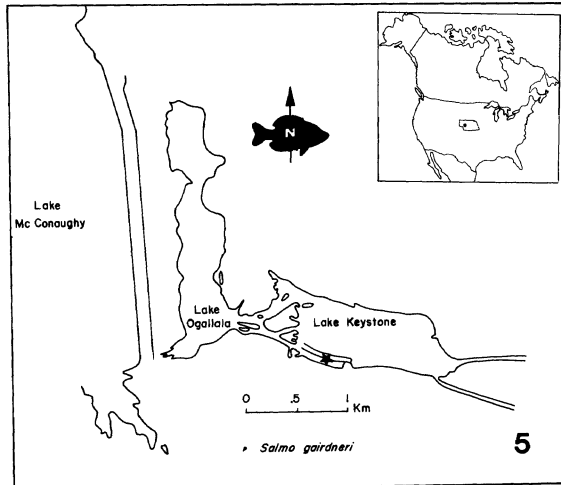 N
Lake
Mc Conaughy
Lake
Ogallala
Lake Keystone
0 .5 1
Km
Salmo gairdneri
5